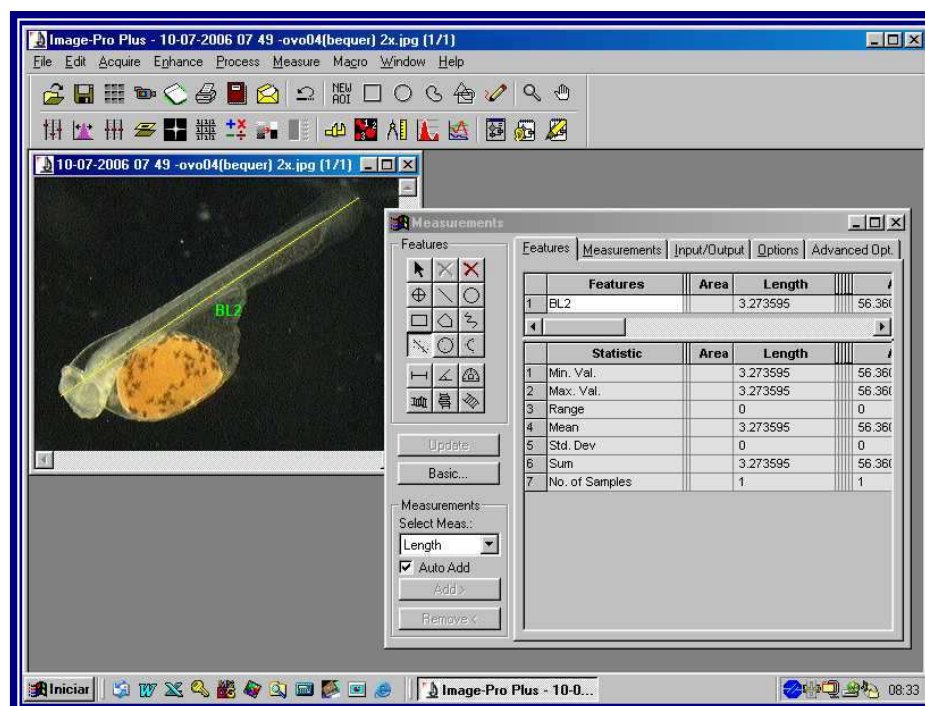 Image-Pro Plus - 10-07-2006 07 49 -ovo04(bequer) 2x.jpg (1/1)
File Edit Acquire Enhance Process Measure Macro Window Help
NEW AOI
10-07-2006 07 49 -ovo04(bequer) 2x.jpg (1/1)
BL2
Measurements
Features
Update
Basic...
Measurements
Select Meas.:
Length
Auto Add
Add >
Remove <
Features Measurements Input/Output Options Advanced Opt.
Features Area Length
1 BL2 3.273595 56.360
Statistic Area Length
1 Min. Val. 3.273595 56.360
2 Max. Val. 3.273595 56.360
3 Range 0 0
4 Mean 3.273595 56.360
5 Std. Dev 0 0
6 Sum 3.273595 56.360
7 No. of Samples 1 1
Iniciar
Image-Pro Plus - 10-0...
08:33